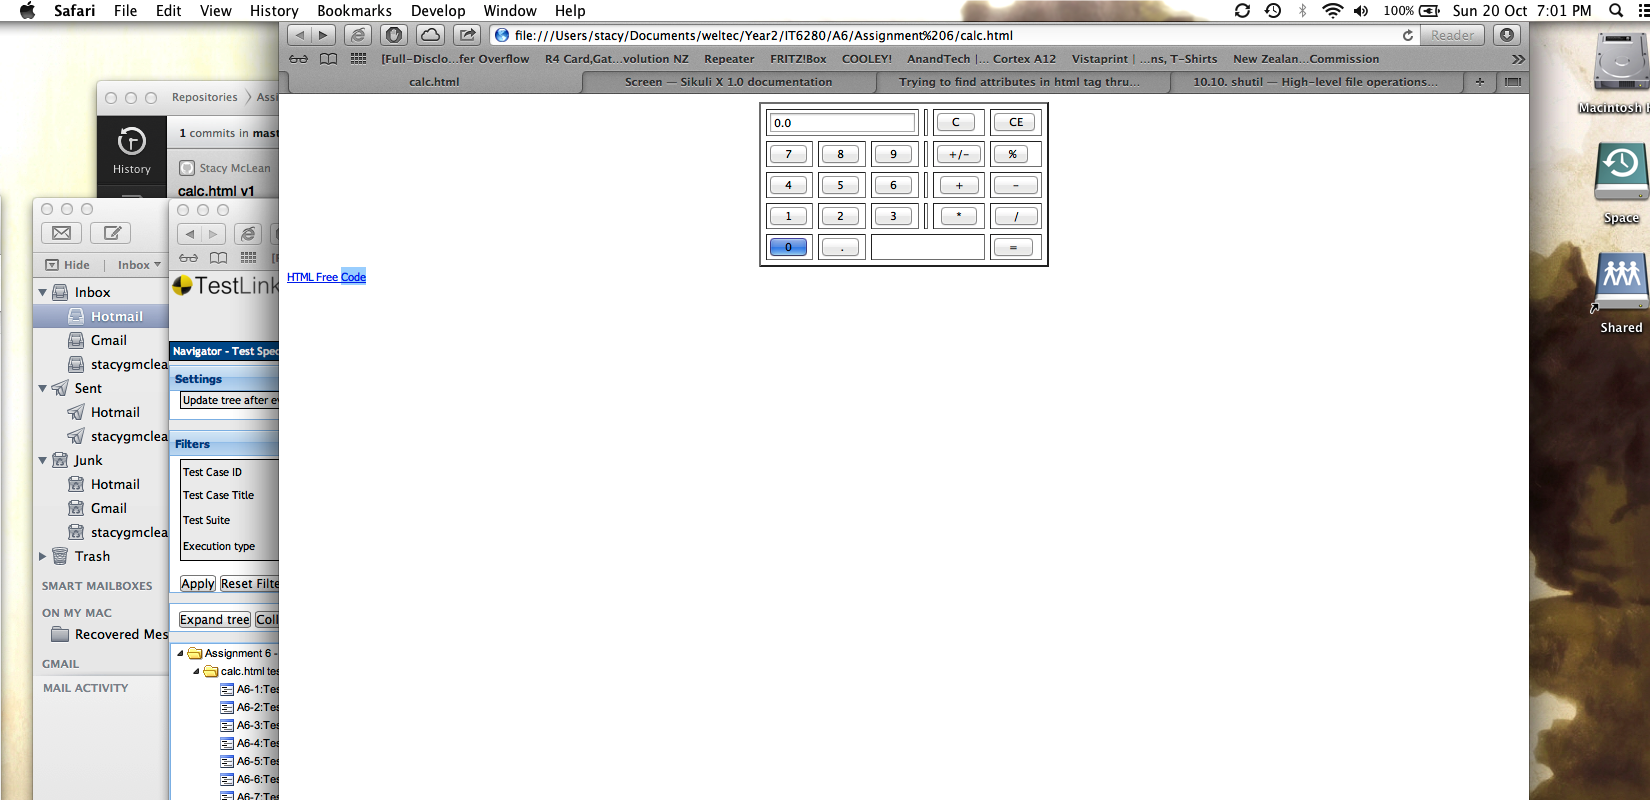 Safari File Edit View History Bookmarks Develop Window Help 100% Sun 20 Oct 7:01 PM
file:///Users/stacy/Documents/weltec/Year2/IT6280/A6/Assignment%206/calc.html Reader
[Full-Disclo...fer Overflow R4 Card,Gat...volution NZ Repeater FRITZ!Box COOLEY! AnandTech |... Cortex A12 Vistaprint | ...ns, T-Shirts New Zealan...Commission
calc.html Screen — Sikuli X 1.0 documentation Trying to find attributes in html tag thru... 10.10. shutil — High-level file operations...
0.0 C CE
7 8 9 +/- %
4 5 6 + -
1 2 3 * /
0 . =
HTML Free Code
Repositories Assi
1 commits in mast
History
Stacy McLean
calc.html v1
Hide Inbox
Inbox
Hotmail
Gmail
stacygmclea
Sent
Hotmail
stacygmclea
Junk
Hotmail
Gmail
stacygmclea
Trash
SMART MAILBOXES
ON MY MAC
Recovered Mes
GMAIL
MAIL ACTIVITY
TestLink
Navigator - Test Spec
Settings
Update tree after ev
Filters
Test Case ID
Test Case Title
Test Suite
Execution type
Apply Reset Filte
Expand tree Coll
Assignment 6 -
calc.html tes
A6-1:Tes
A6-2:Tes
A6-3:Tes
A6-4:Tes
A6-5:Tes
A6-6:Tes
A6-7:Tes
Macintosh H
Space
Shared